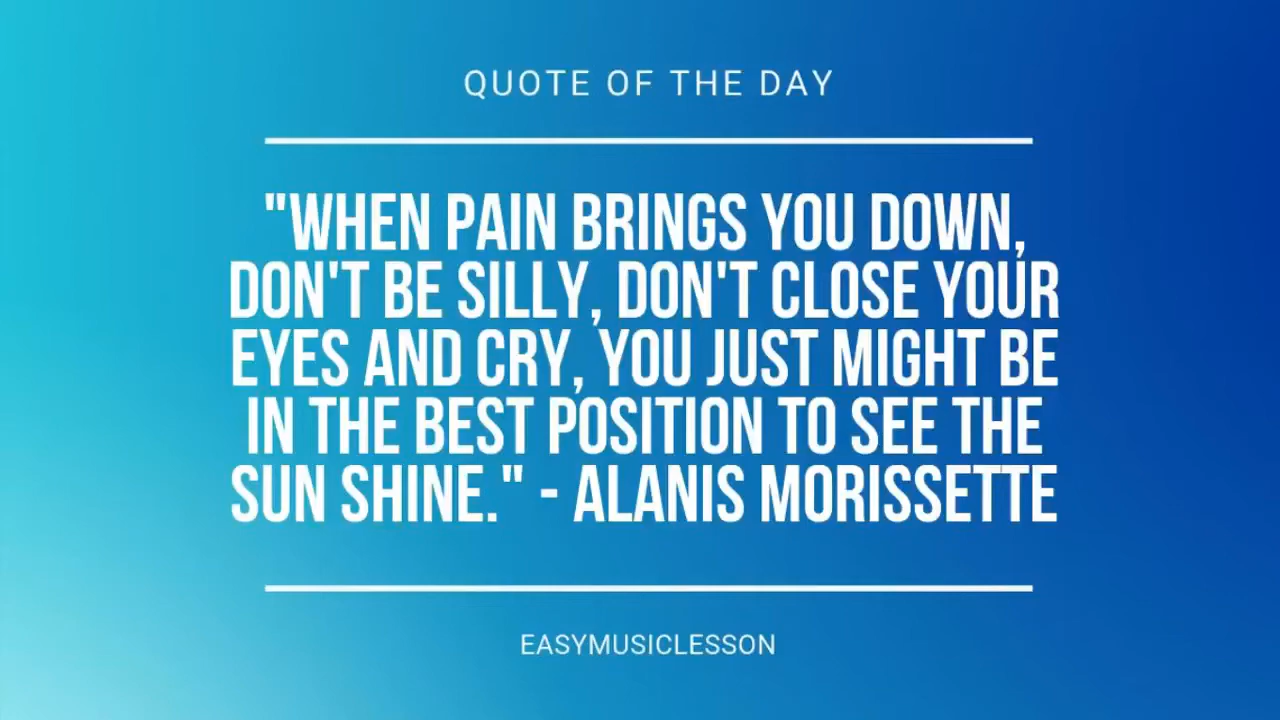 QUOTE OF THE DAY
"WHEN PAIN BRINGS YOU DOWN,
DON'T BE SILLY, DON'T CLOSE YOUR
EYES AND CRY, YOU JUST MIGHT BE
IN THE BEST POSITION TO SEE THE
SUN SHINE." - ALANIS MORISSETTE
EASYMUSICLESSON